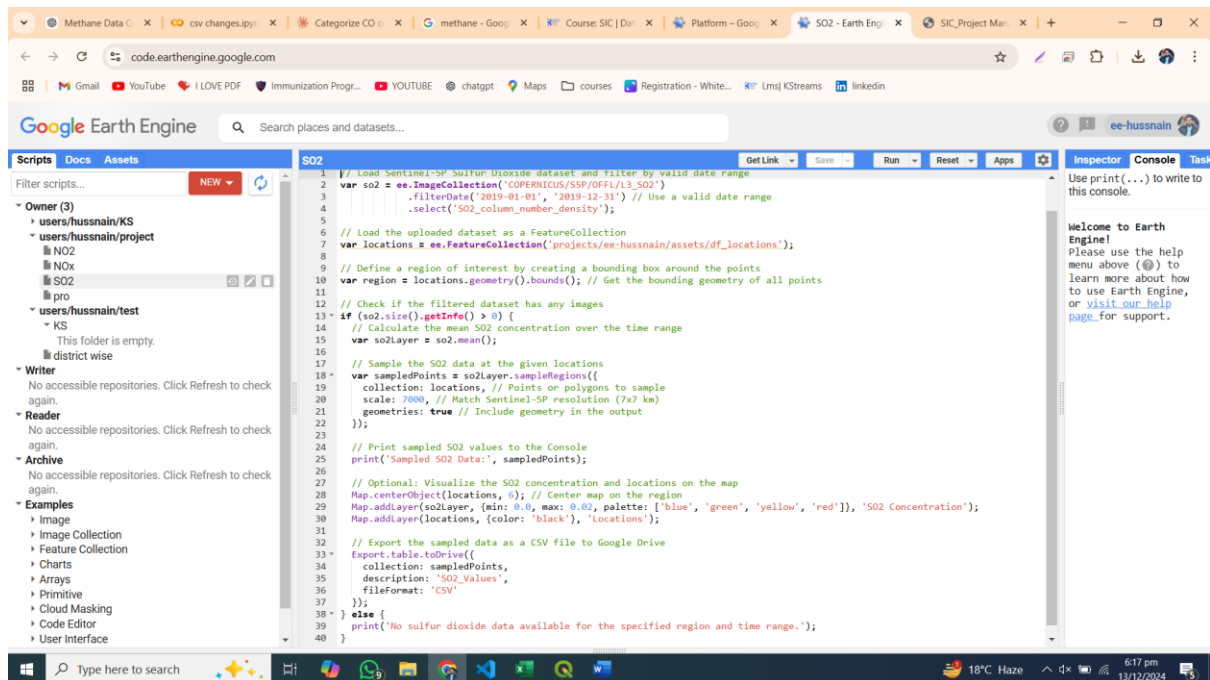 Methane Data C
csv changes.ipyn
Categorize CO c
methane - Goog
Course: SIC | Dat
Platform – Goog
SO2 - Earth Engi
SIC_Project Man
code.earthengine.google.com
Gmail
YouTube
I LOVE PDF
Immunization Progr...
YOUTUBE
chatgpt
Maps
courses
Registration - White...
Lms| KStreams
linkedin
Google Earth Engine
Search places and datasets...
ee-hussnain
Scripts Docs Assets
Filter scripts...
NEW
Owner (3)
users/hussnain/KS
users/hussnain/project
NO2
NOx
SO2
pro
users/hussnain/test
KS
This folder is empty.
district wise
Writer
No accessible repositories. Click Refresh to check
again.
Reader
No accessible repositories. Click Refresh to check
again.
Archive
No accessible repositories. Click Refresh to check
again.
Examples
Image
Image Collection
Feature Collection
Charts
Arrays
Primitive
Cloud Masking
Code Editor
User Interface
SO2
Get Link
Save
Run
Reset
Apps
1 // Load Sentinel-5P Sulfur Dioxide dataset and filter by valid date range
2 var so2 = ee.ImageCollection('COPERNICUS/S5P/OFFL/L3_SO2')
3 .filterDate('2019-01-01', '2019-12-31') // Use a valid date range
4 .select('SO2_column_number_density');
5
6 // Load the uploaded dataset as a FeatureCollection
7 var locations = ee.FeatureCollection('projects/ee-hussnain/assets/df_locations');
8
9 // Define a region of interest by creating a bounding box around the points
10 var region = locations.geometry().bounds(); // Get the bounding geometry of all points
11
12 // Check if the filtered dataset has any images
13 if (so2.size().getInfo() > 0) {
14 // Calculate the mean SO2 concentration over the time range
15 var so2Layer = so2.mean();
16
17 // Sample the SO2 data at the given locations
18 var sampledPoints = so2Layer.sampleRegions({
19 collection: locations, // Points or polygons to sample
20 scale: 7000, // Match Sentinel-5P resolution (7x7 km)
21 geometries: true // Include geometry in the output
22 });
23
24 // Print sampled SO2 values to the Console
25 print('Sampled SO2 Data:', sampledPoints);
26
27 // Optional: Visualize the SO2 concentration and locations on the map
28 Map.centerObject(locations, 6); // Center map on the region
29 Map.addLayer(so2Layer, {min: 0.0, max: 0.02, palette: ['blue', 'green', 'yellow', 'red']}, 'SO2 Concentration');
30 Map.addLayer(locations, {color: 'black'}, 'Locations');
31
32 // Export the sampled data as a CSV file to Google Drive
33 Export.table.toDrive({
34 collection: sampledPoints,
35 description: 'SO2_Values',
36 fileFormat: 'CSV'
37 });
38 } else {
39 print('No sulfur dioxide data available for the specified region and time range.');
40 }
Inspector Console Task
Use print(...) to write to
this console.
Welcome to Earth
Engine!
Please use the help
menu above (?) to
learn more about how
to use Earth Engine,
or visit our help
page for support.
Type here to search
18°C Haze
6:17 pm
13/12/2024